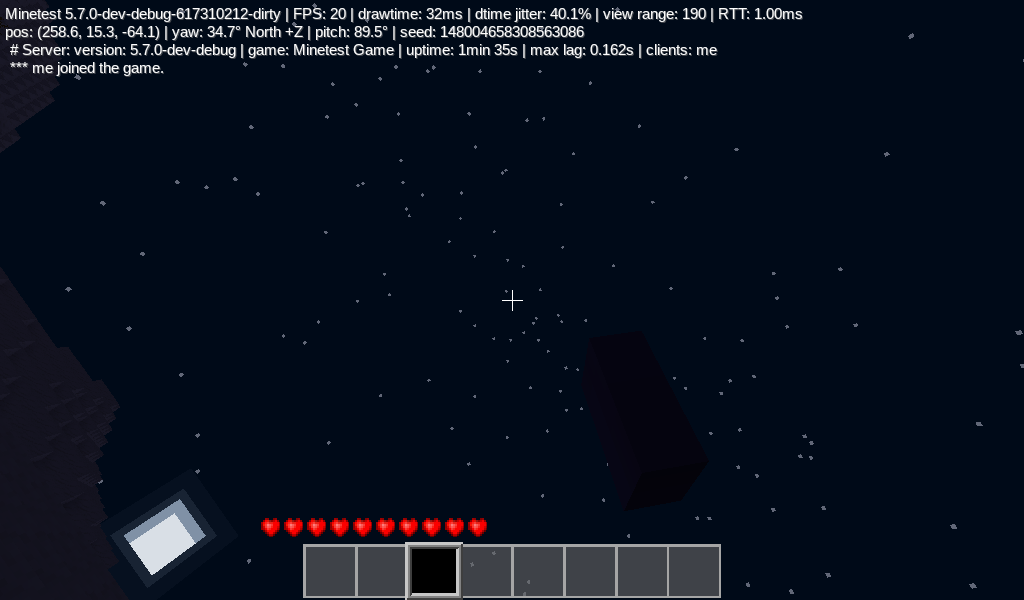 Minetest 5.7.0-dev-debug-617310212-dirty | FPS: 20 | drawtime: 32ms | dtime jitter: 40.1% | view range: 190 | RTT: 1.00ms
pos: (258.6, 15.3, -64.1) | yaw: 34.7° North +Z | pitch: 89.5° | seed: 148004658308563086
# Server: version: 5.7.0-dev-debug | game: Minetest Game | uptime: 1min 35s | max lag: 0.162s | clients: me
*** me joined the game.